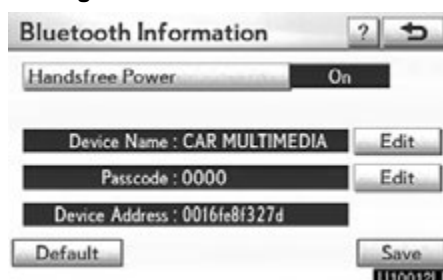 Bluetooth Information ?
Handsfree Power On
Device Name : CAR MULTIMEDIA Edit
Passcode : 0000 Edit
Device Address : 0016fe8f327d
Default Save